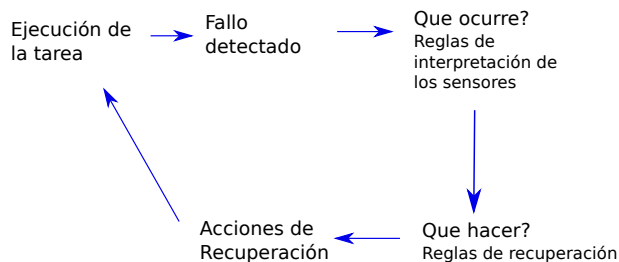 Ejecución de
la tarea
Fallo
detectado
Que ocurre?
Reglas de
interpretación de
los sensores
Que hacer?
Reglas de recuperación
Acciones de
Recuperación